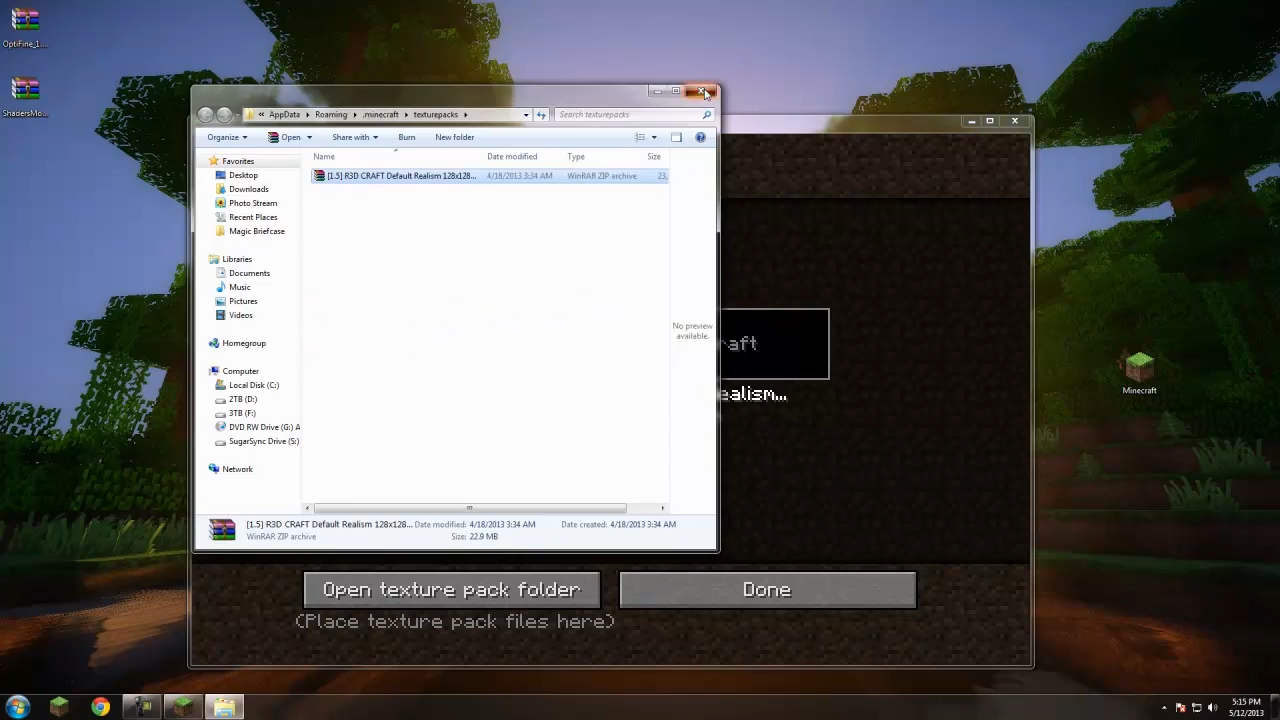 OptiFine_1....
ShadersMo...
« AppData ▸ Roaming ▸ .minecraft ▸ texturepacks ▸
Search texturepacks
Organize Open Share with Burn New folder
Name Date modified Type Size
[1.5] R3D CRAFT Default Realism 128x128... 4/18/2013 3:34 AM WinRAR ZIP archive 23,
Favorites
Desktop
Downloads
Photo Stream
Recent Places
Magic Briefcase
Libraries
Documents
Music
Pictures
Videos
Homegroup
Computer
Local Disk (C:)
2TB (D:)
3TB (F:)
DVD RW Drive (G:) A
SugarSync Drive (S:)
Network
No preview
available.
raft
ealism...
Minecraft
[1.5] R3D CRAFT Default Realism 128x128... Date modified: 4/18/2013 3:34 AM Date created: 4/18/2013 3:34 AM
WinRAR ZIP archive Size: 22.9 MB
Open texture pack folder
Done
(Place texture pack files here)
5:15 PM
5/12/2013